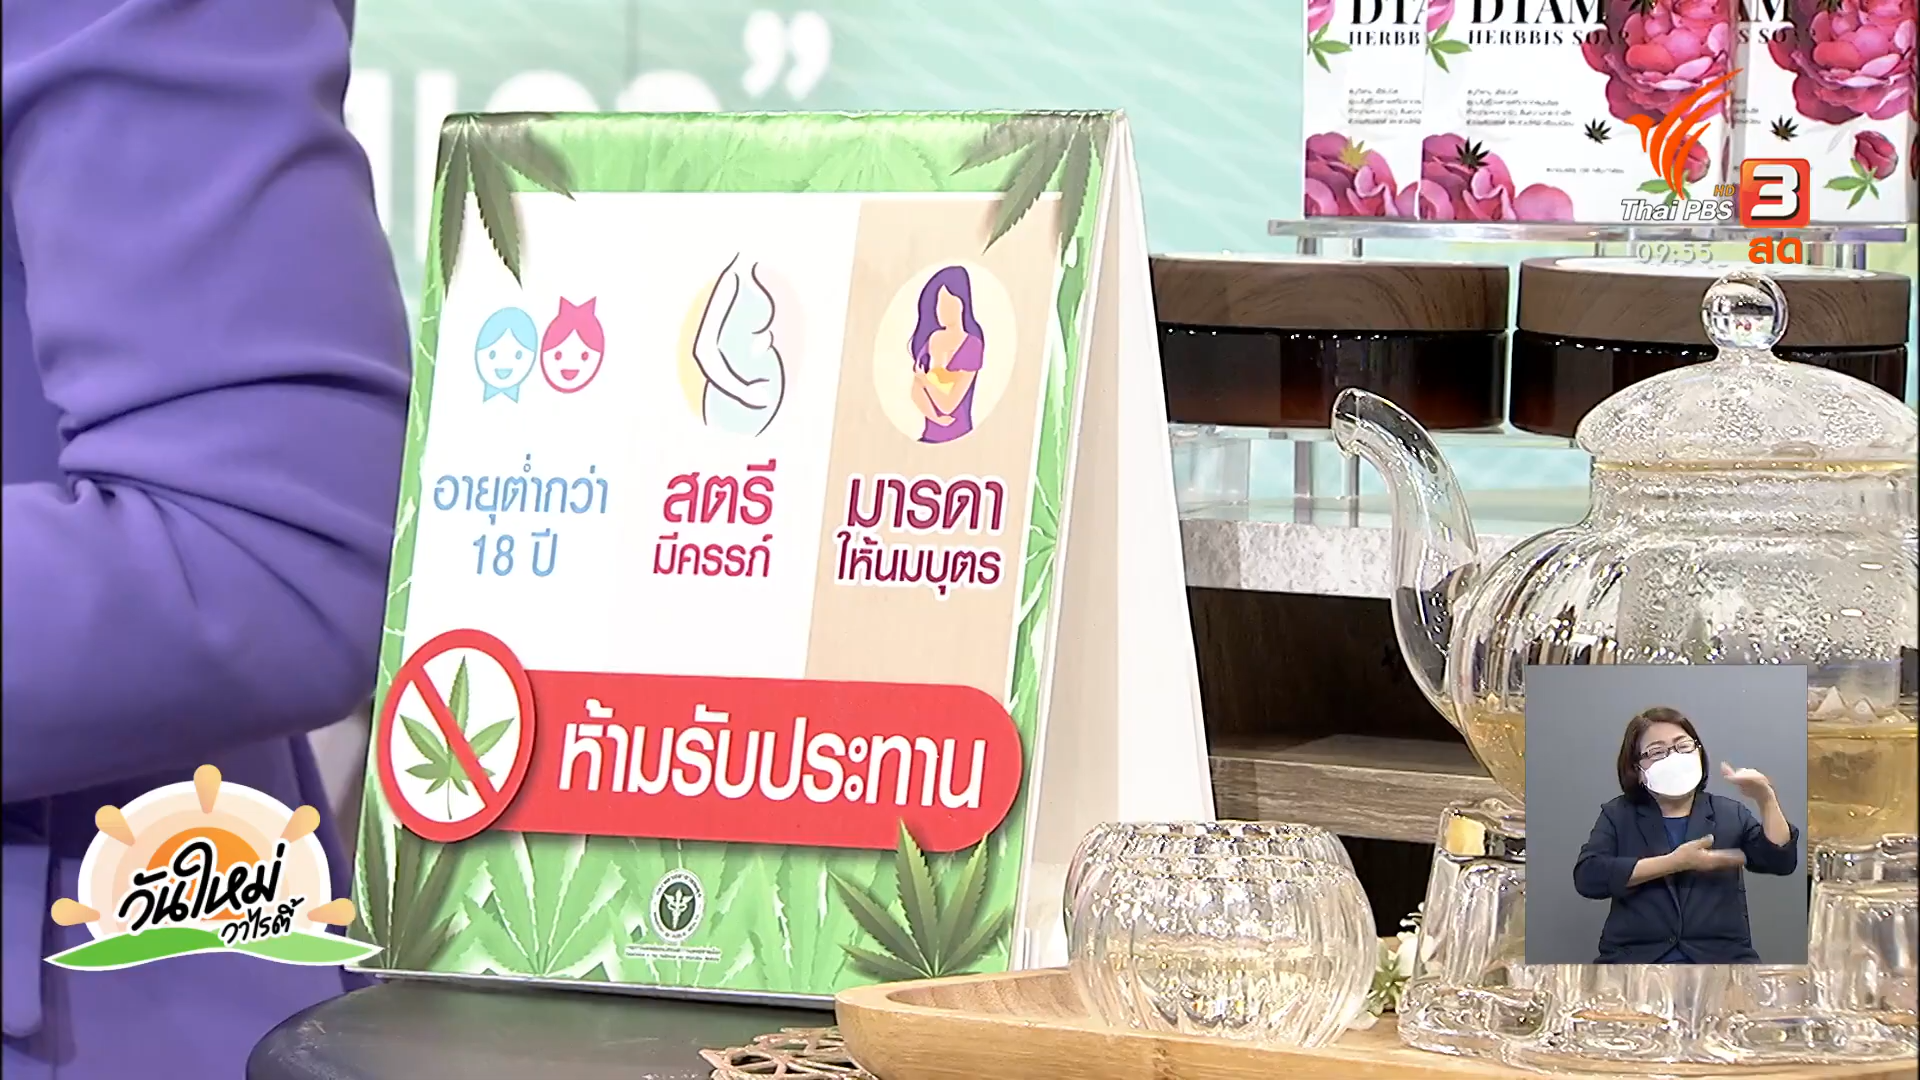 ”
DTAM
HERBBIS SOAP
HD
Thai PBS
3
09:55
สด
อายุต่ำกว่า
18 ปี
สตรี
มีครรภ์
มารดา
ให้นมบุตร
ห้ามรับประทาน
วันใหม่
วาไรตี้